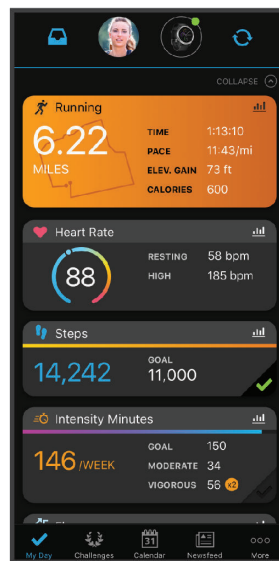 COLLAPSE
Running
6.22
MILES
TIME 1:13:10
PACE 11:43/mi
ELEV. GAIN 73 ft
CALORIES 600
Heart Rate
88
RESTING 58 bpm
HIGH 185 bpm
Steps
14,242
GOAL
11,000
Intensity Minutes
146/WEEK
GOAL 150
MODERATE 34
VIGOROUS 56 x2
31
My Day Challenges Calendar Newsfeed More